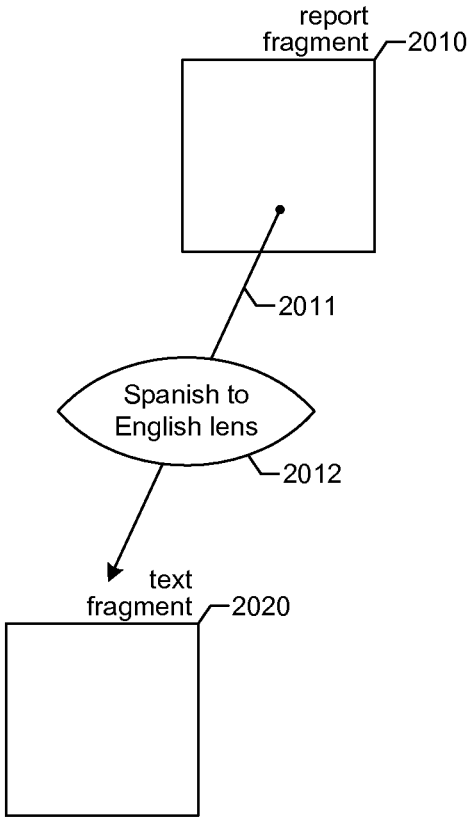 report
fragment
2010
2011
Spanish to
English lens
2012
text
fragment
2020